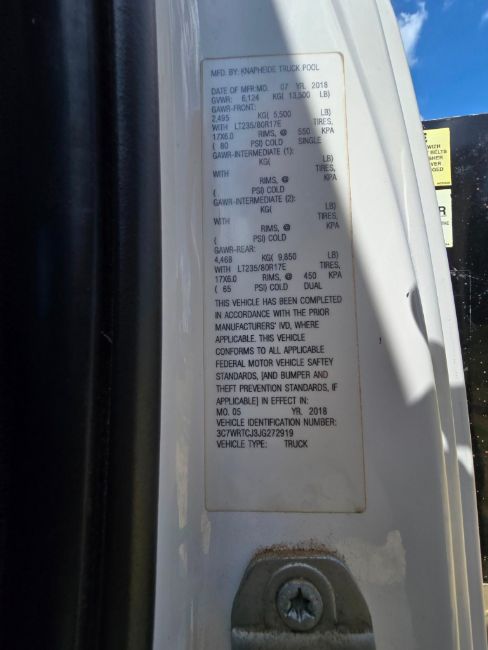 MFD. BY: KNAPHEIDE TRUCK POOL
DATE OF MFR: MO. 07 YR. 2018
GVWR: 6,124 KG( 13,500 LB)
GAWR-FRONT:
2,495 KG( 5,500 LB)
WITH LT235/80R17E TIRES,
17X6.0 RIMS, @ 550 KPA
( 80 PSI) COLD SINGLE
GAWR-INTERMEDIATE (1):
KG( LB)
WITH TIRES,
RIMS, @ KPA
( PSI) COLD
GAWR-INTERMEDIATE (2):
KG( LB)
WITH TIRES,
RIMS, @ KPA
( PSI) COLD
GAWR-REAR:
4,468 KG( 9,850 LB)
WITH LT235/80R17E TIRES,
17X6.0 RIMS, @ 450 KPA
( 65 PSI) COLD DUAL
THIS VEHICLE HAS BEEN COMPLETED
IN ACCORDANCE WITH THE PRIOR
MANUFACTURERS' IVD, WHERE
APPLICABLE. THIS VEHICLE
CONFORMS TO ALL APPLICABLE
FEDERAL MOTOR VEHICLE SAFTEY
STANDARDS, [AND BUMPER AND
THEFT PREVENTION STANDARDS, IF
APPLICABLE] IN EFFECT IN:
MO. 05 YR. 2018
VEHICLE IDENTIFICATION NUMBER:
3C7WRTCJ3JG272919
VEHICLE TYPE: TRUCK
WITH
BELTS